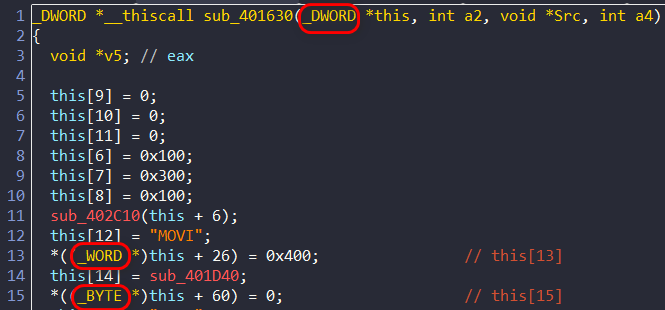 1 _DWORD *__thiscall sub_401630(_DWORD *this, int a2, void *Src, int a4)
2 {
3 void *v5; // eax
4
5 this[9] = 0;
6 this[10] = 0;
7 this[11] = 0;
8 this[6] = 0x100;
9 this[7] = 0x300;
10 this[8] = 0x100;
11 sub_402C10(this + 6);
12 this[12] = "MOVI";
13 *((_WORD *)this + 26) = 0x400; // this[13]
14 this[14] = sub_401D40;
15 *((_BYTE *)this + 60) = 0; // this[15]